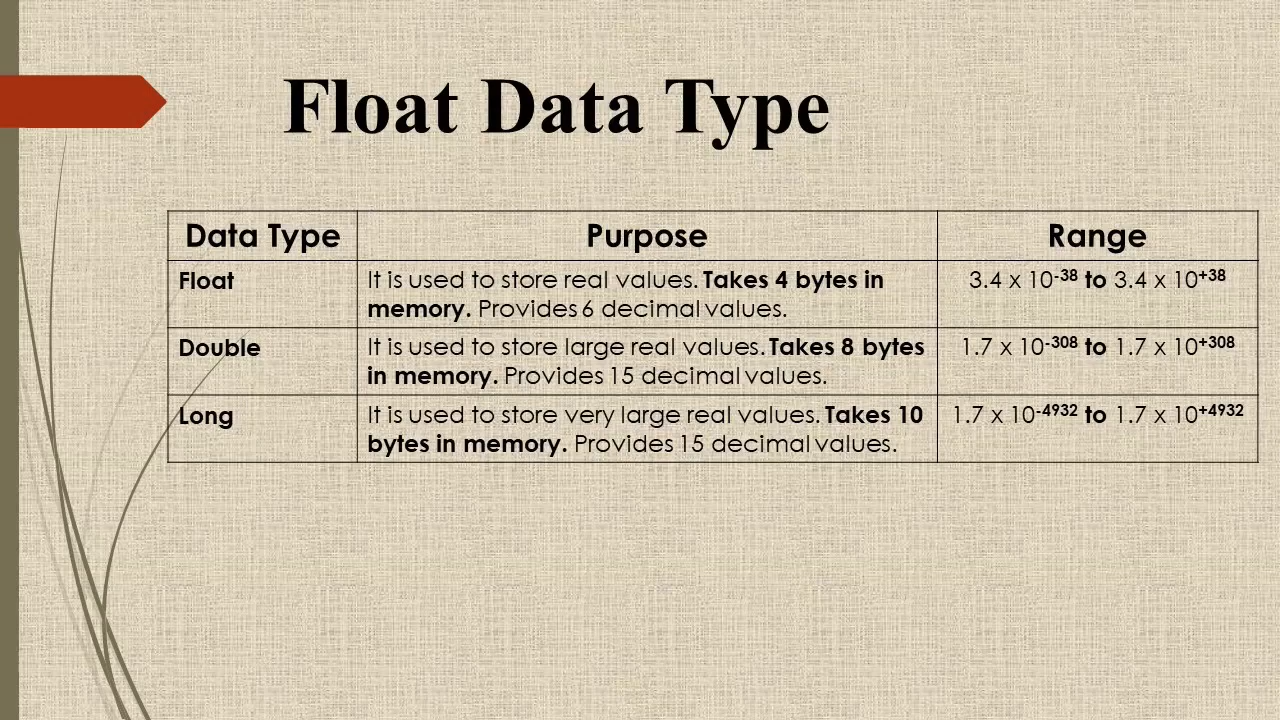 Float Data Type
Data Type Purpose Range
Float It is used to store real values. Takes 4 bytes in 3.4 x 10-38 to 3.4 x 10+38
memory. Provides 6 decimal values.
Double It is used to store large real values. Takes 8 bytes 1.7 x 10-308 to 1.7 x 10+308
in memory. Provides 15 decimal values.
Long It is used to store very large real values. Takes 10 1.7 x 10-4932 to 1.7 x 10+4932
bytes in memory. Provides 15 decimal values.